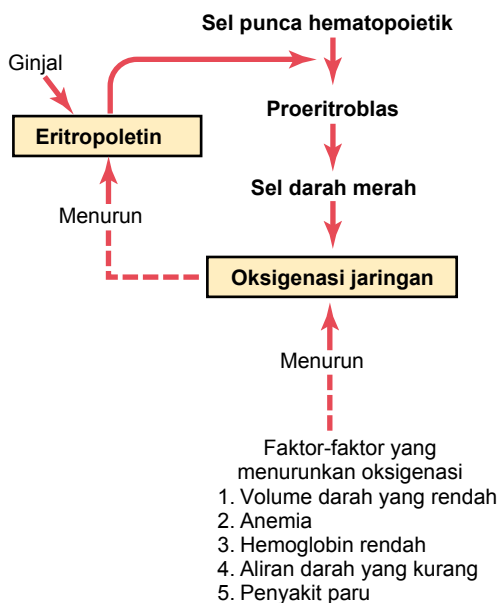 Sel punca hematopoietik
Ginjal
Proeritroblas
Eritropoletin
Sel darah merah
Menurun
Oksigenasi jaringan
Menurun
Faktor-faktor yang
menurunkan oksigenasi
1. Volume darah yang rendah
2. Anemia
3. Hemoglobin rendah
4. Aliran darah yang kurang
5. Penyakit paru